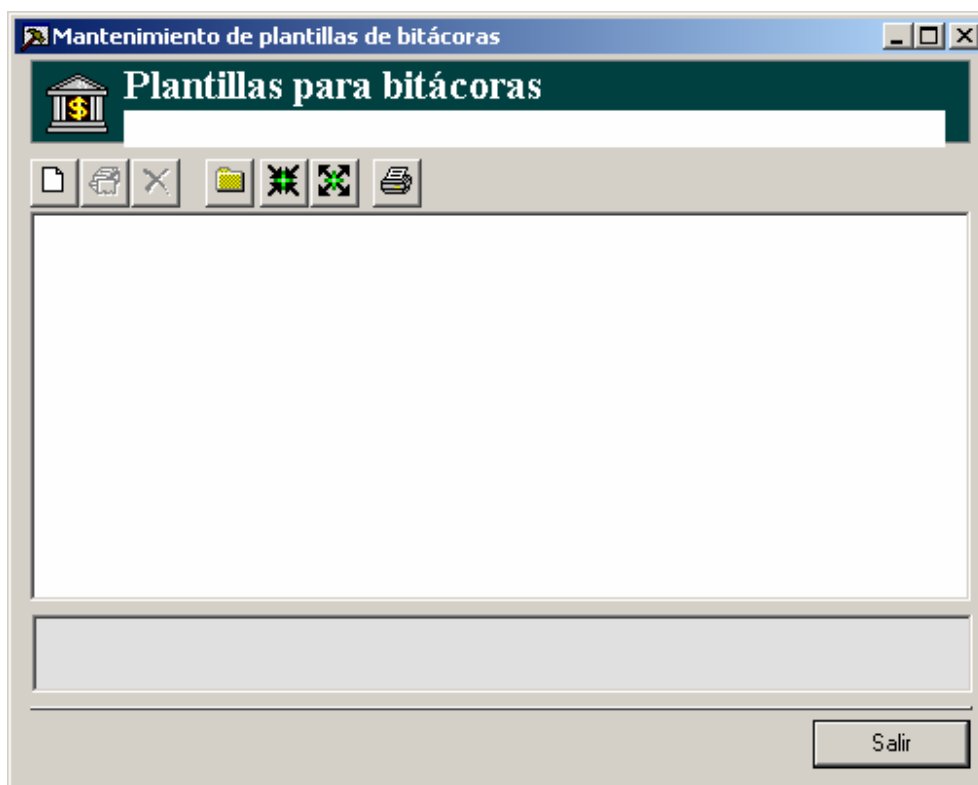 Mantenimiento de plantillas de bitácoras
Plantillas para bitácoras
Salir